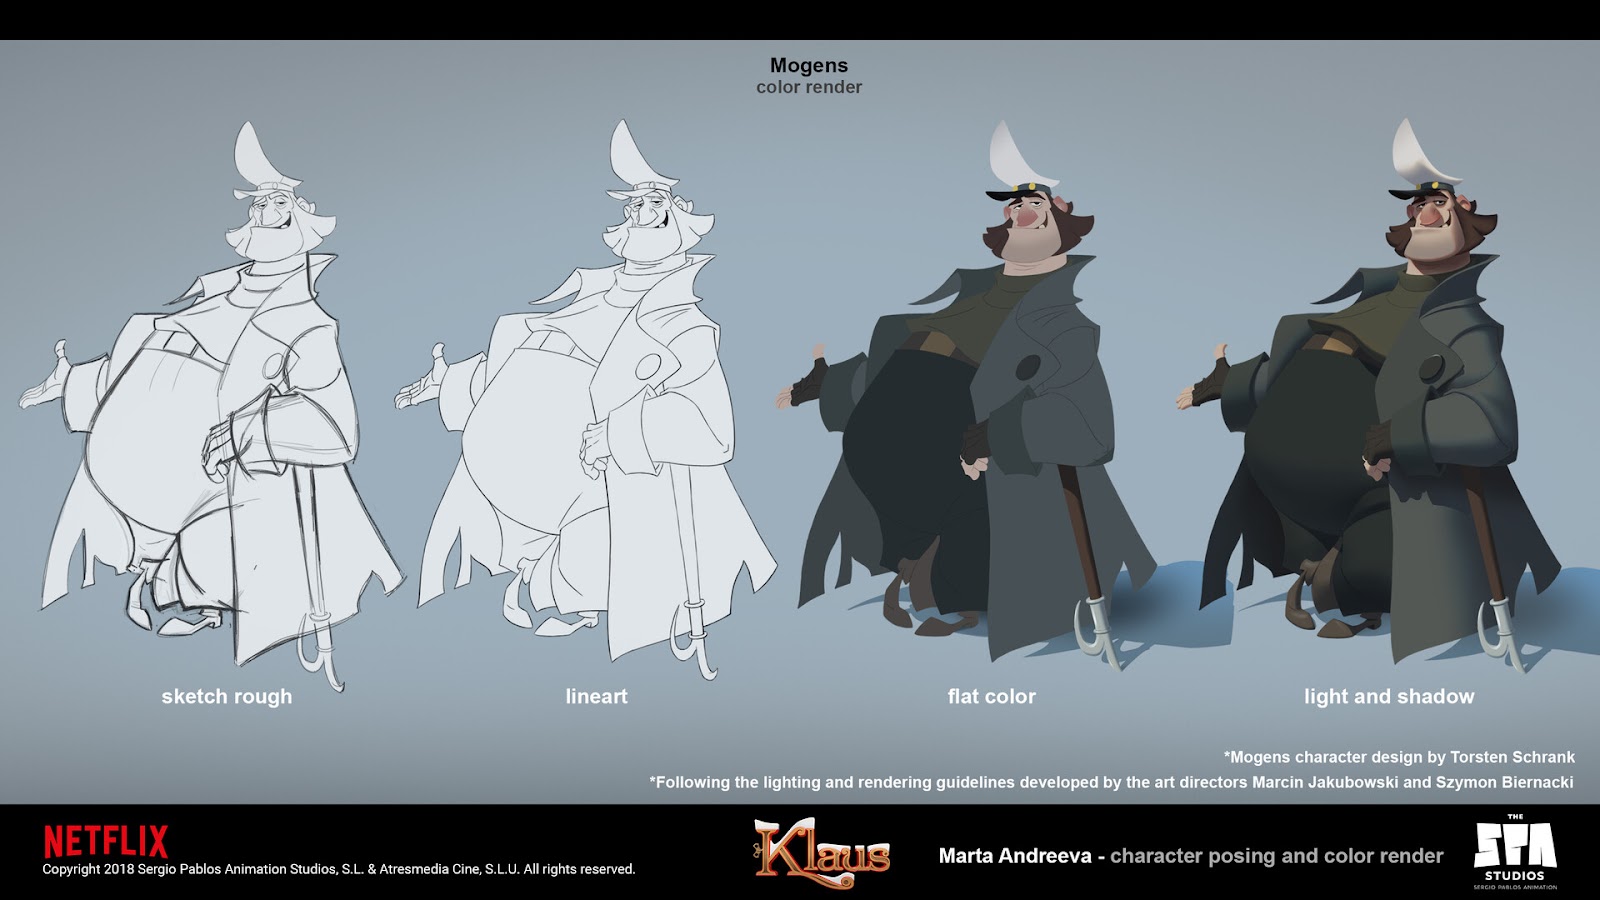 Mogens
color render
sketch rough
lineart
flat color
light and shadow
*Mogens character design by Torsten Schrank
*Following the lighting and rendering guidelines developed by the art directors Marcin Jakubowski and Szymon Biernacki
NETFLIX
Copyright 2018 Sergio Pablos Animation Studios, S.L. & Atresmedia Cine, S.L.U. All rights reserved.
Klaus
Marta Andreeva - character posing and color render
THE
SPA
STUDIOS
SERGIO PABLOS ANIMATION